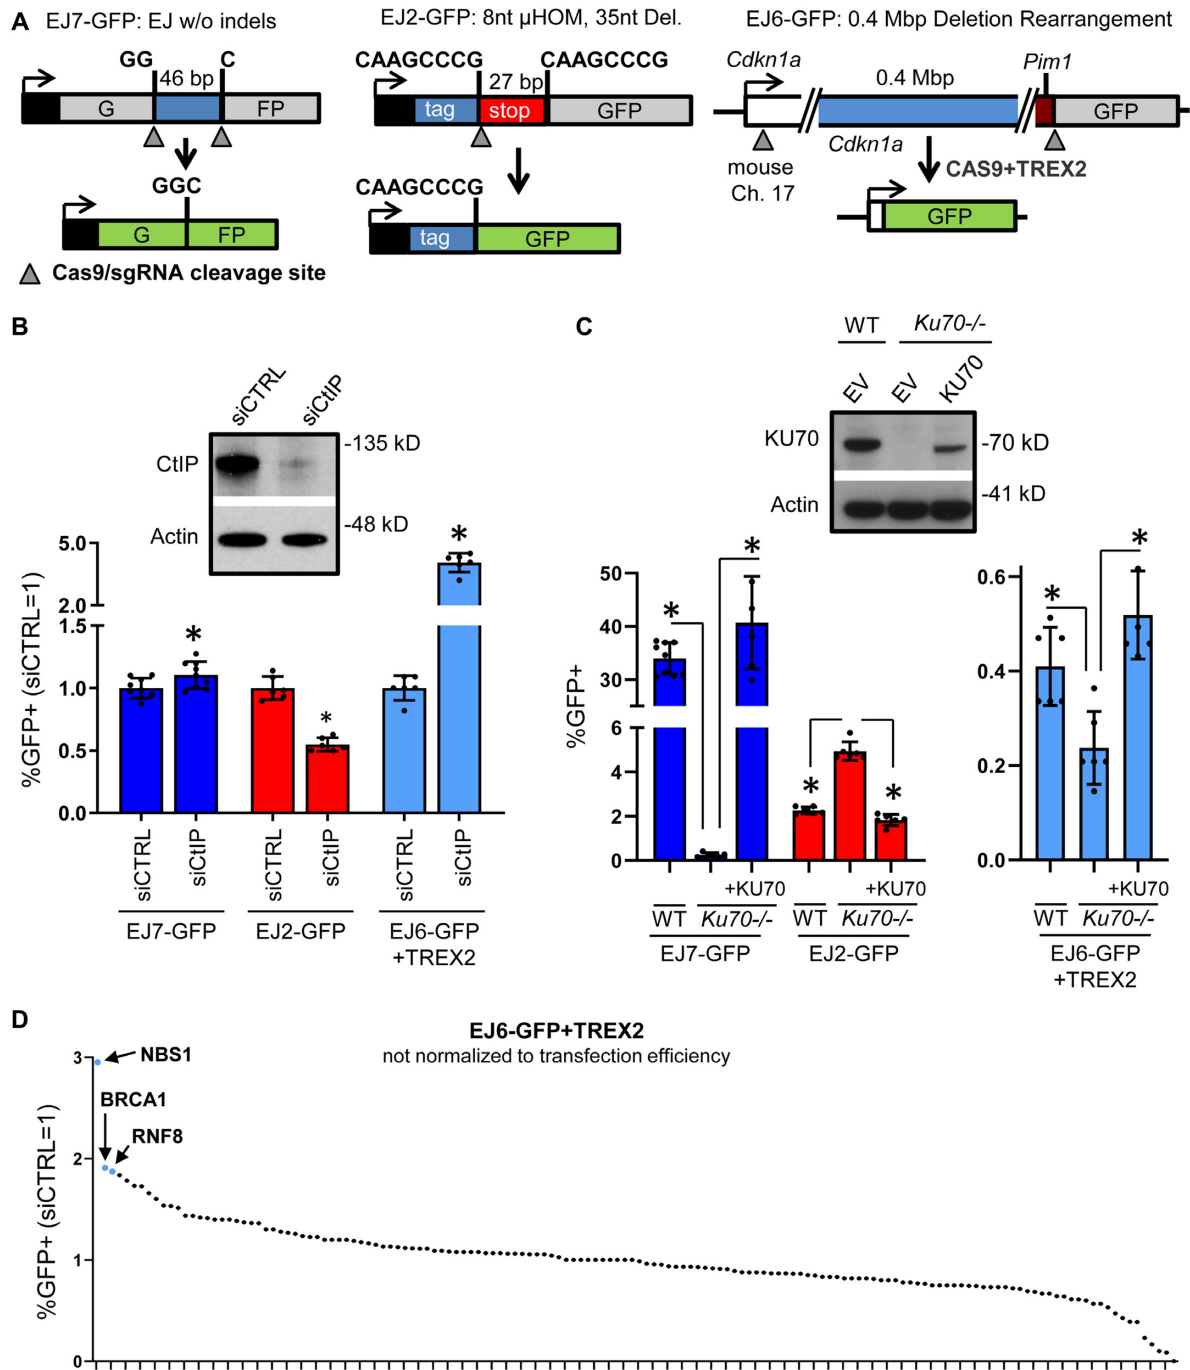 A
EJ7-GFP: EJ w/o indels
EJ2-GFP: 8nt µHOM, 35nt Del.
EJ6-GFP: 0.4 Mbp Deletion Rearrangement
GG
C
46 bp
G
FP
GGC
G
FP
Cas9/sgRNA cleavage site
CAAGCCCG
CAAGCCCG
27 bp
tag
stop
GFP
CAAGCCCG
tag
GFP
Cdkn1a
0.4 Mbp
Pim1
GFP
Cdkn1a
mouse
Ch. 17
CAS9+TREX2
GFP
B
siCTRL
siCtIP
CtIP
-135 kD
Actin
-48 kD
%GFP+ (siCTRL=1)
5.0
2.0
1.5
1.0
0.5
0.0
*
*
*
siCTRL
siCtIP
siCTRL
siCtIP
siCTRL
siCtIP
EJ7-GFP
EJ2-GFP
EJ6-GFP
+TREX2
C
WT
Ku70-/-
EV
EV
KU70
KU70
-70 kD
Actin
-41 kD
%GFP+
50
40
30
6
4
2
0
*
*
*
*
+KU70
+KU70
WT
Ku70-/-
WT
Ku70-/-
EJ7-GFP
EJ2-GFP
0.6
0.4
0.2
0.0
*
*
+KU70
WT
Ku70-/-
EJ6-GFP
+TREX2
D
EJ6-GFP+TREX2
not normalized to transfection efficiency
%GFP+ (siCTRL=1)
3
2
1
0
NBS1
BRCA1
RNF8